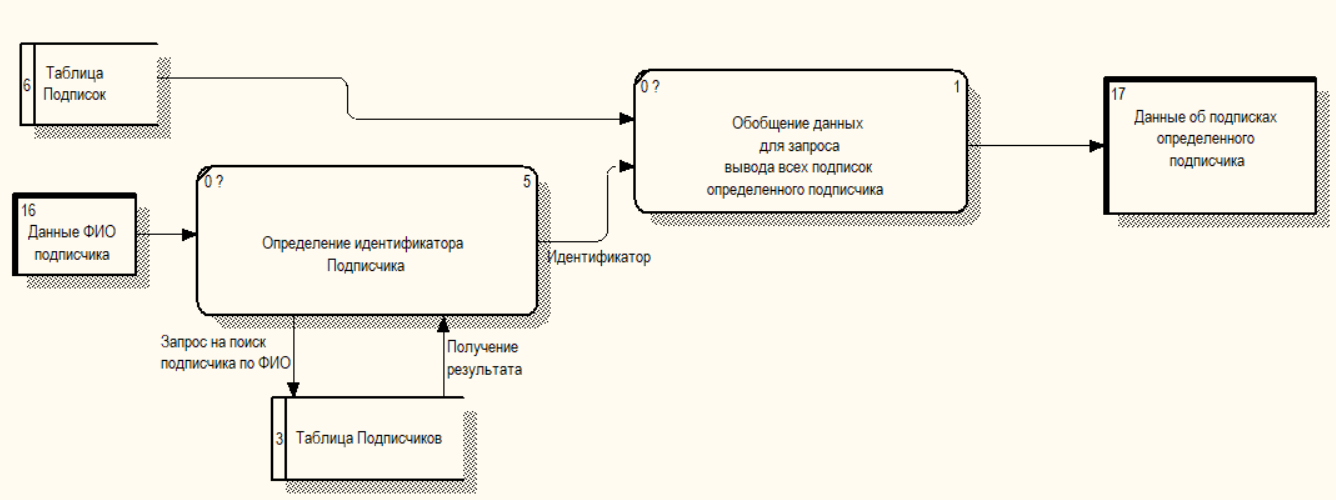 6
Таблица
Подписок
0 ?
1
Обобщение данных
для запроса
вывода всех подписок
определенного подписчика
17
Данные об подписках
определенного
подписчика
16
Данные ФИО
подписчика
0 ?
5
Определение идентификатора
Подписчика
Идентификатор
Запрос на поиск
подписчика по ФИО
Получение
результата
3
Таблица Подписчиков